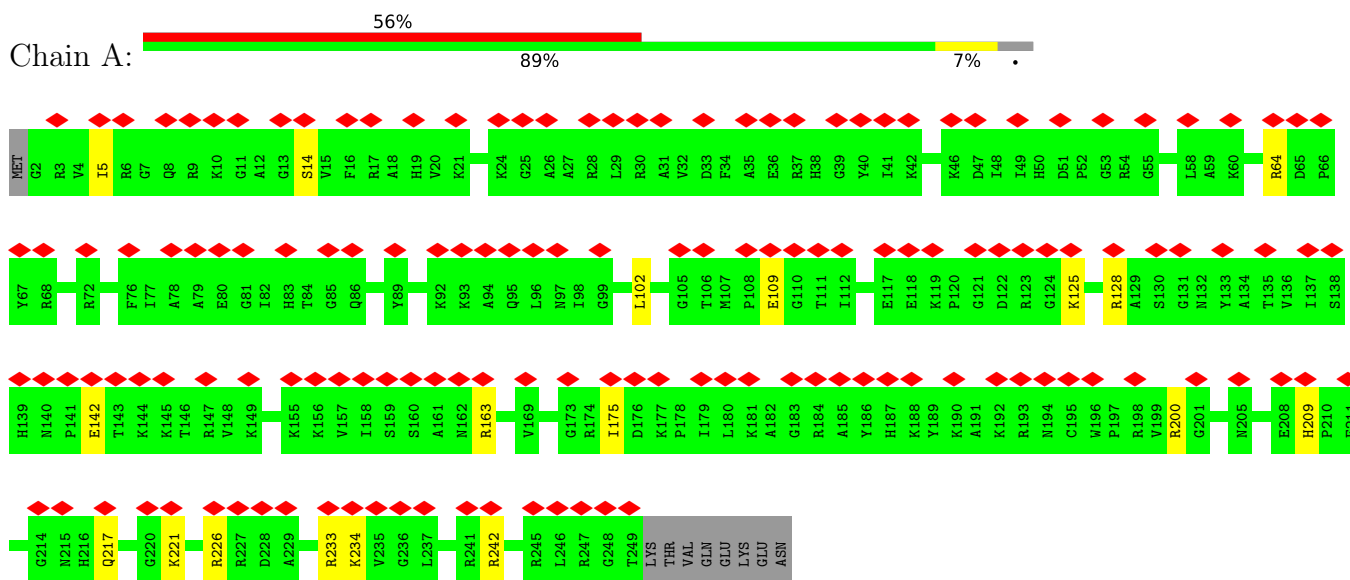 56%
Chain A:
89% 7% •
MET G2 R3 V4 I5 R6 G7 Q8 R9 K10 G11 A12 G13 S14 V15 F16 R17 A18 H19 V20 K21 K24 G25 A26 A27 R28 L29 R30 A31 V32 D33 F34 A35 E36 R37 H38 G39 Y40 I41 K42 K46 D47 I48 I49 H50 D51 P52 G53 R54 G55 L58 A59 K60 R64 D65 P66
Y67 R68 R72 F76 I77 A78 A79 E80 G81 I82 H83 T84 G85 Q86 Y89 K92 K93 A94 Q95 L96 N97 I98 G99 L102 G105 T106 M107 P108 E109 G110 T111 I112 E117 E118 K119 P120 G121 D122 R123 G124 K125 R128 A129 S130 G131 N132 Y133 A134 T135 V136 I137 S138
H139 N140 P141 E142 T143 K144 K145 T146 R147 V148 K149 K155 K156 V157 I158 S159 S160 A161 N162 R163 V169 G173 R174 I175 D176 K177 P178 I179 L180 K181 A182 G183 R184 A185 Y186 H187 K188 Y189 K190 A191 K192 R193 N194 C195 W196 P197 R198 V199 R200 G201 N205 E208 H209 P210
G214 N215 H216 Q217 G220 K221 R226 R227 D228 A229 R233 K234 V235 G236 L237 R241 R242 R245 L246 R247 G248 T249 LYS THR VAL GLN GLU LYS GLU ASN